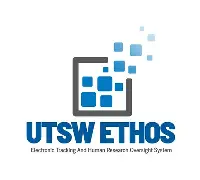 UTSW ETHOS
Electronic Tracking And Human Research Oversight System